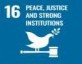 16 PEACE, JUSTICE
AND STRONG
INSTITUTIONS